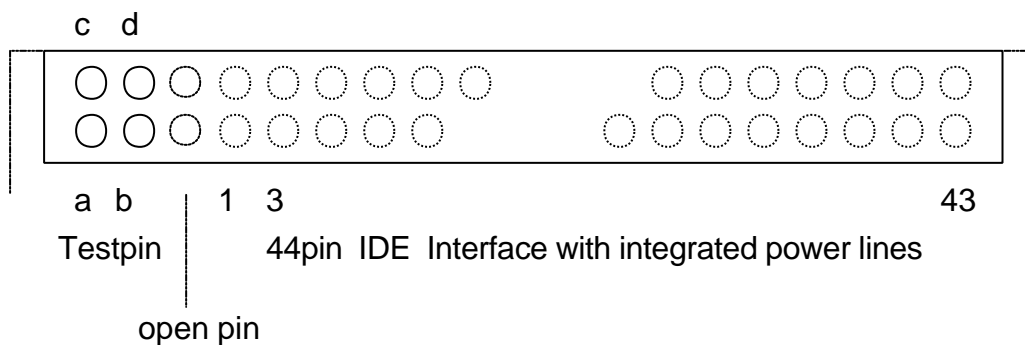 c d
a b 1 3 43
Testpin 44pin IDE Interface with integrated power lines
open pin